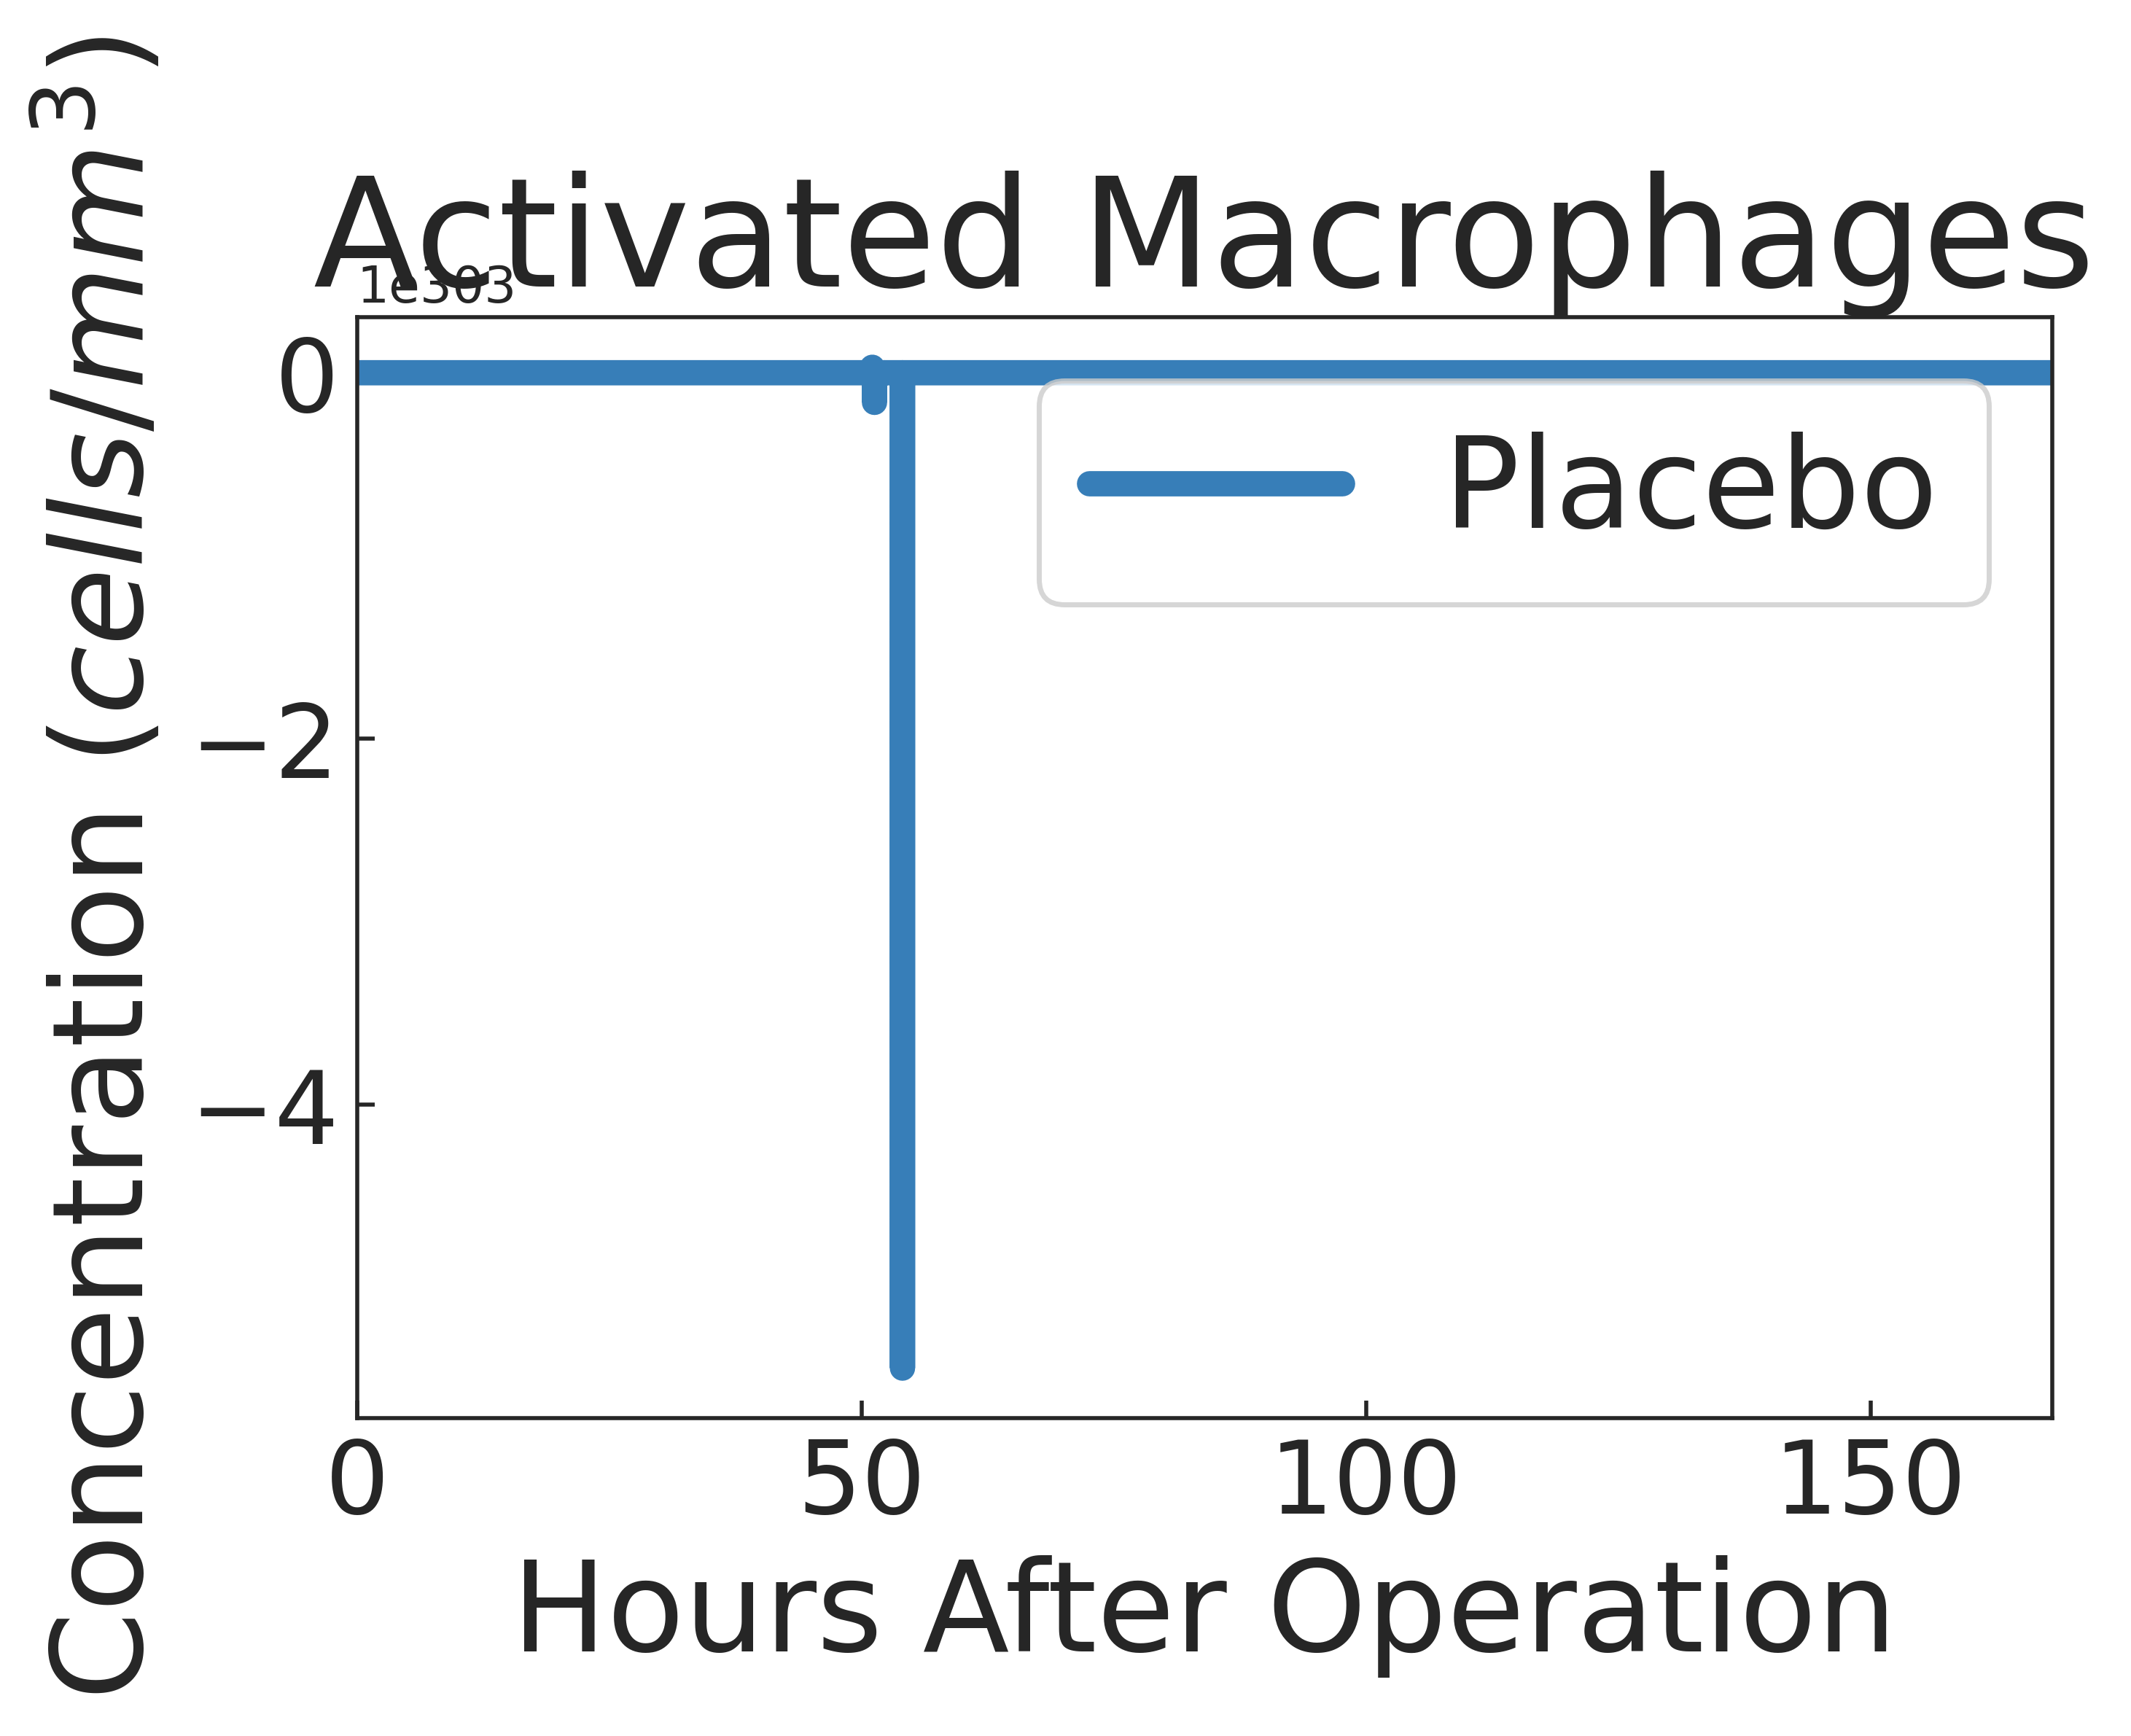 Activated Macrophages
1e303
Concentration (cells/mm³)
0
−2
−4
Placebo
0 50 100 150
Hours After Operation